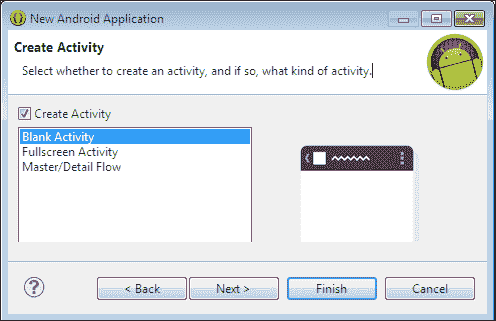 New Android Application
Create Activity
Select whether to create an activity, and if so, what kind of activity.
Create Activity
Blank Activity
Fullscreen Activity
Master/Detail Flow
?
< Back
Next >
Finish
Cancel